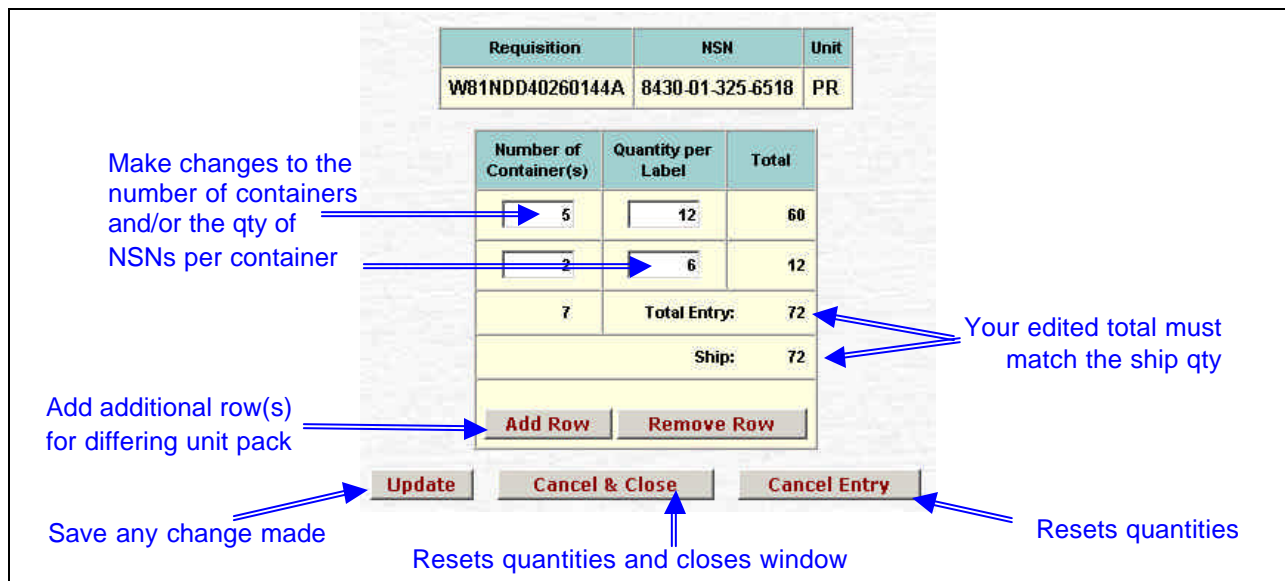 Requisition NSN Unit
W81NDD40260144A 8430-01-325-6518 PR
Number of Container(s) Quantity per Label Total
5 12 60
2 6 12
7 Total Entry: 72
Ship: 72
Add Row Remove Row
Update Cancel & Close Cancel Entry
Make changes to the
number of containers
and/or the qty of
NSNs per container
Your edited total must
match the ship qty
Add additional row(s)
for differing unit pack
Save any change made
Resets quantities and closes window
Resets quantities